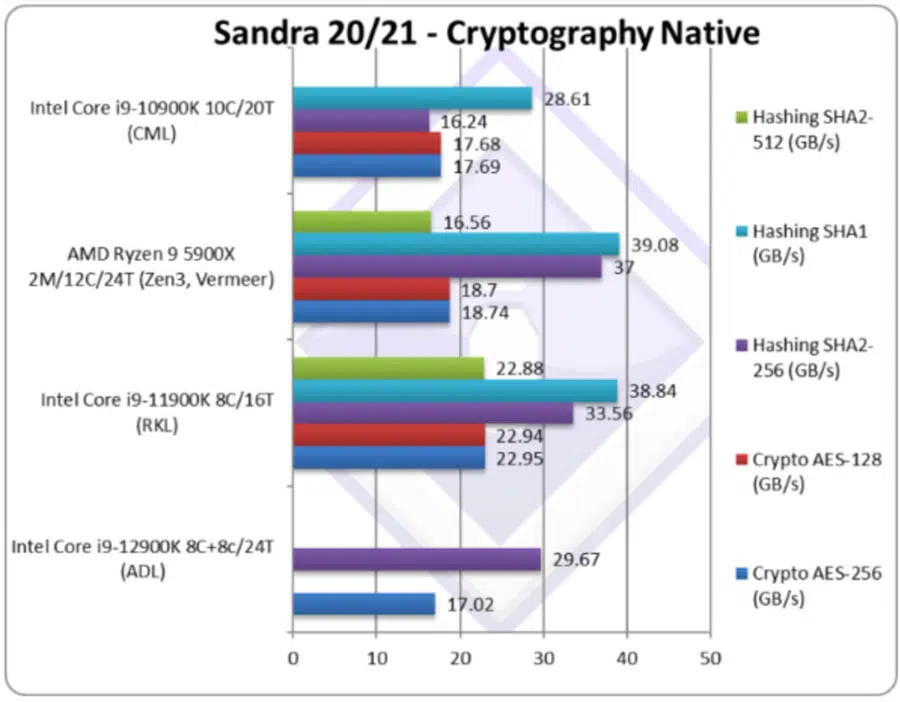 Sandra 20/21 - Cryptography Native
Intel Core i9-10900K 10C/20T
(CML)
28.61
16.24
17.68
17.69
AMD Ryzen 9 5900X
2M/12C/24T (Zen3, Vermeer)
16.56
39.08
37
18.7
18.74
Intel Core i9-11900K 8C/16T
(RKL)
22.88
38.84
33.56
22.94
22.95
Intel Core i9-12900K 8C+8c/24T
(ADL)
29.67
17.02
0 10 20 30 40 50
Hashing SHA2-
512 (GB/s)
Hashing SHA1
(GB/s)
Hashing SHA2-
256 (GB/s)
Crypto AES-128
(GB/s)
Crypto AES-256
(GB/s)